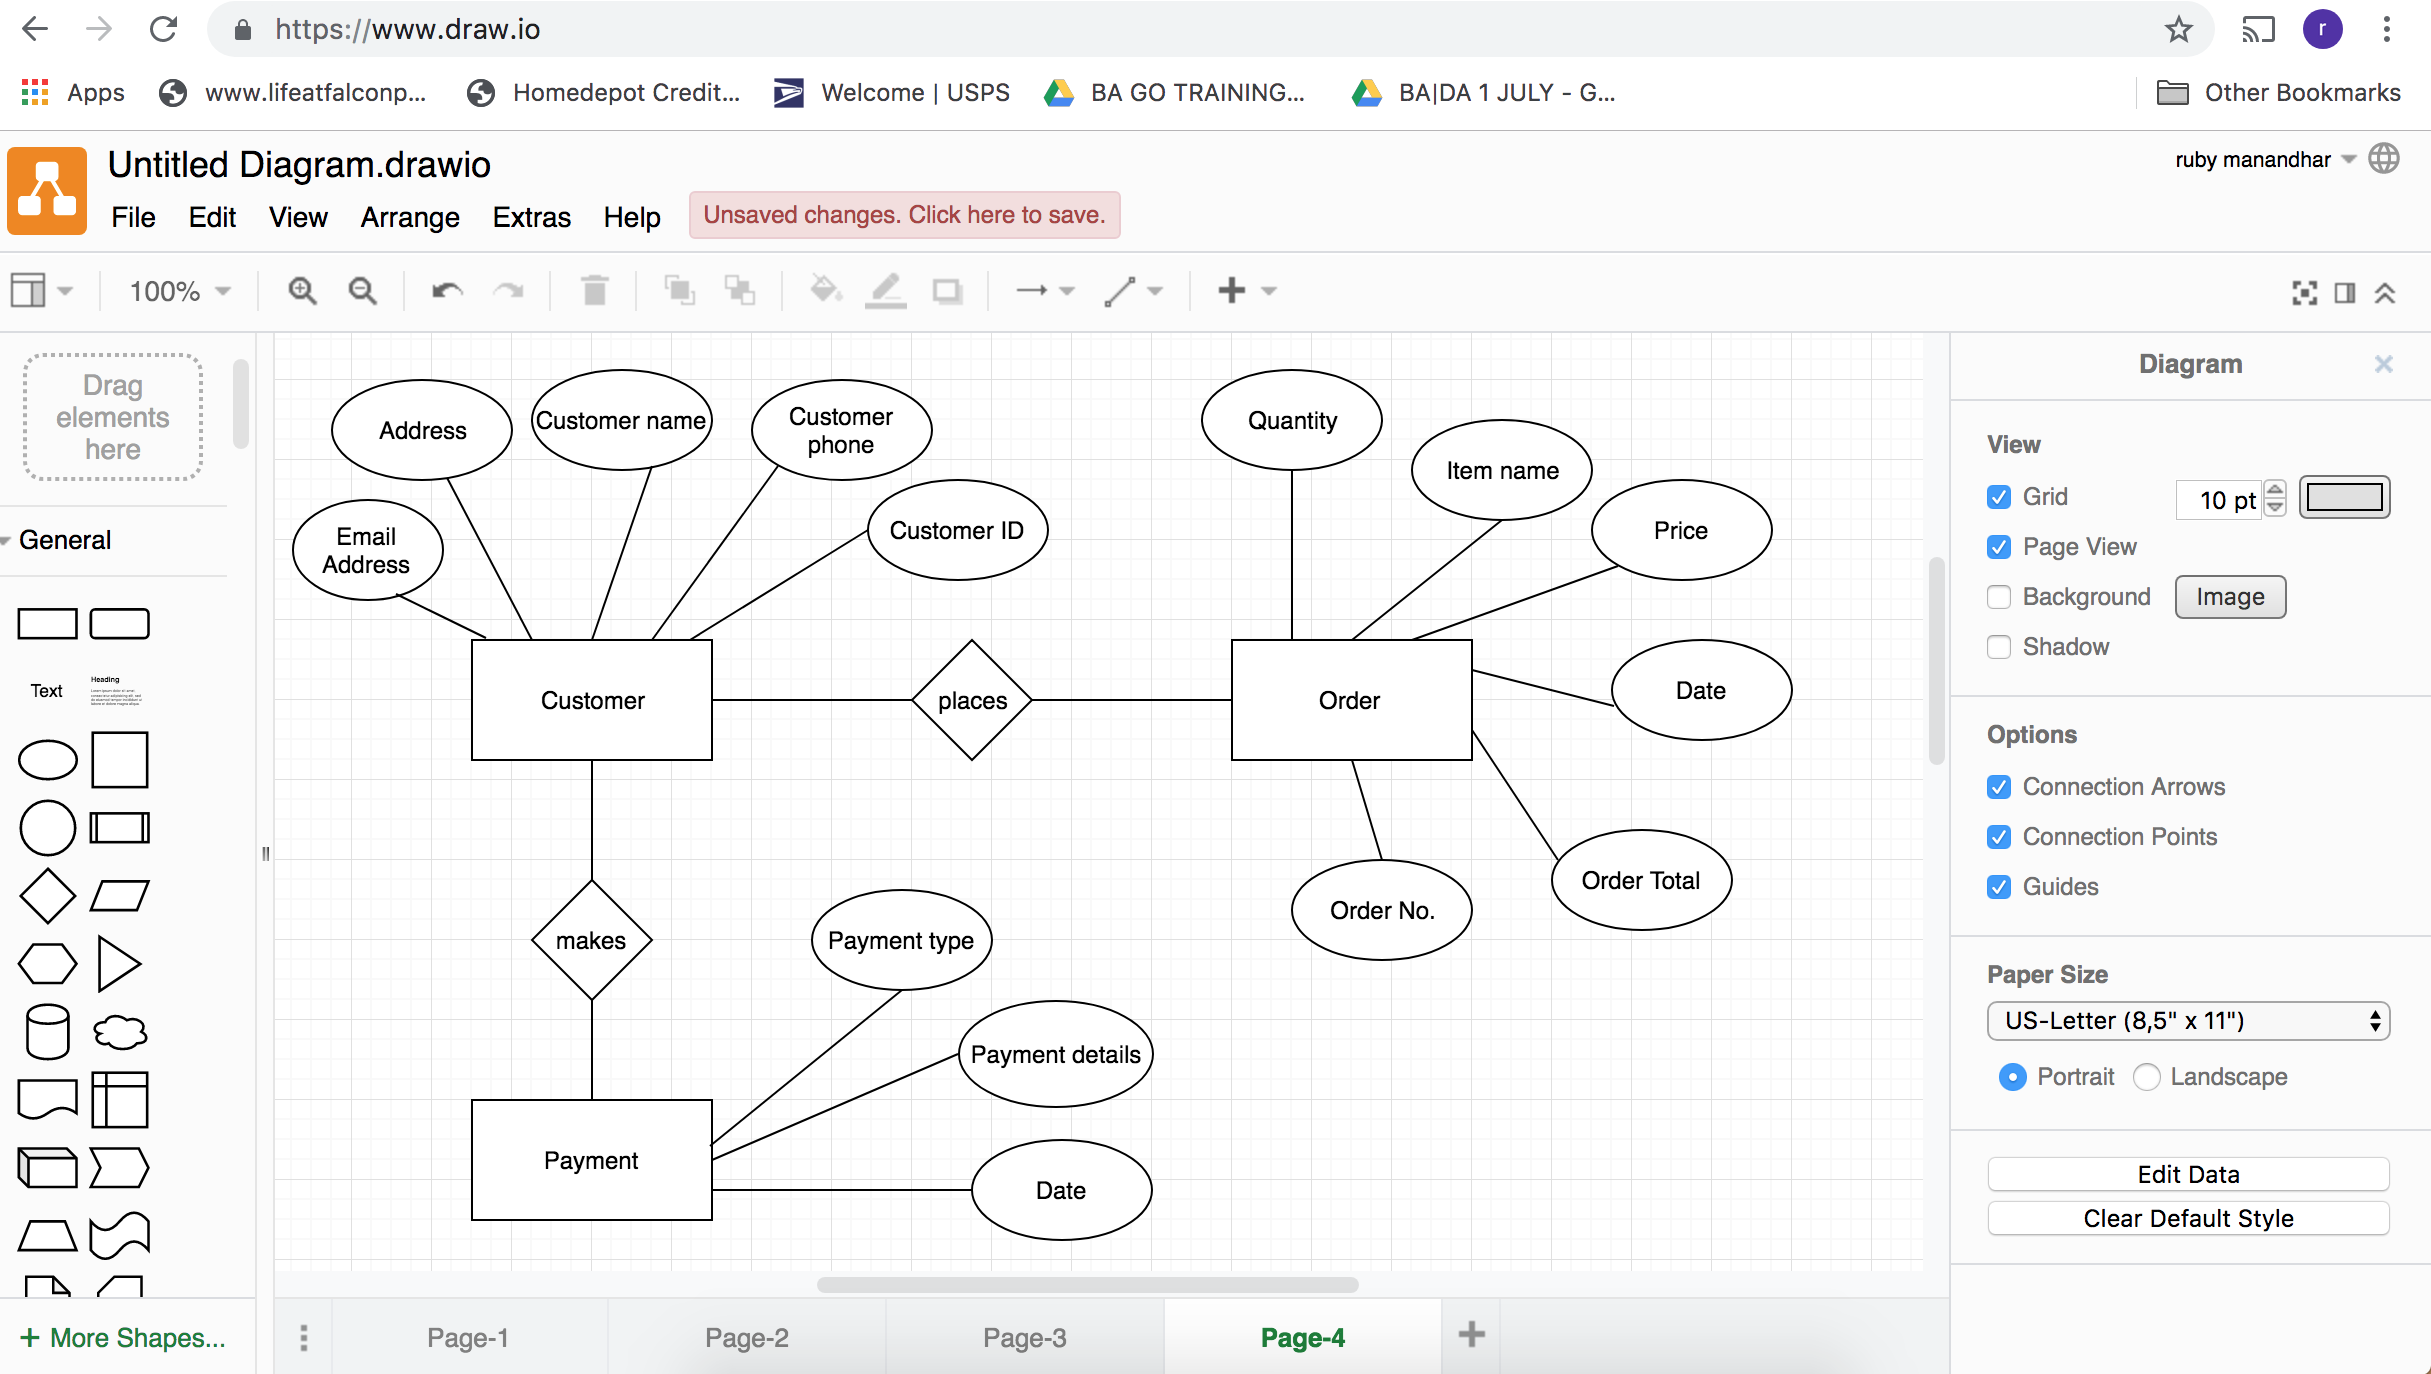 https://www.draw.io
r
Apps
www.lifeatfalconp...
Homedepot Credit...
Welcome | USPS
BA GO TRAINING...
BA|DA 1 JULY - G...
Other Bookmarks
Untitled Diagram.drawio
ruby manandhar
File Edit View Arrange Extras Help
Unsaved changes. Click here to save.
100%
Drag
elements
here
General
Text
Heading
Address
Customer name
Customer
phone
Customer ID
Email
Address
Quantity
Item name
Price
Date
Customer
places
Order
Order Total
Order No.
makes
Payment type
Payment details
Payment
Date
Diagram
View
Grid
10 pt
Page View
Background
Image
Shadow
Options
Connection Arrows
Connection Points
Guides
Paper Size
US-Letter (8,5" x 11")
Portrait
Landscape
Edit Data
Clear Default Style
+ More Shapes...
Page-1
Page-2
Page-3
Page-4